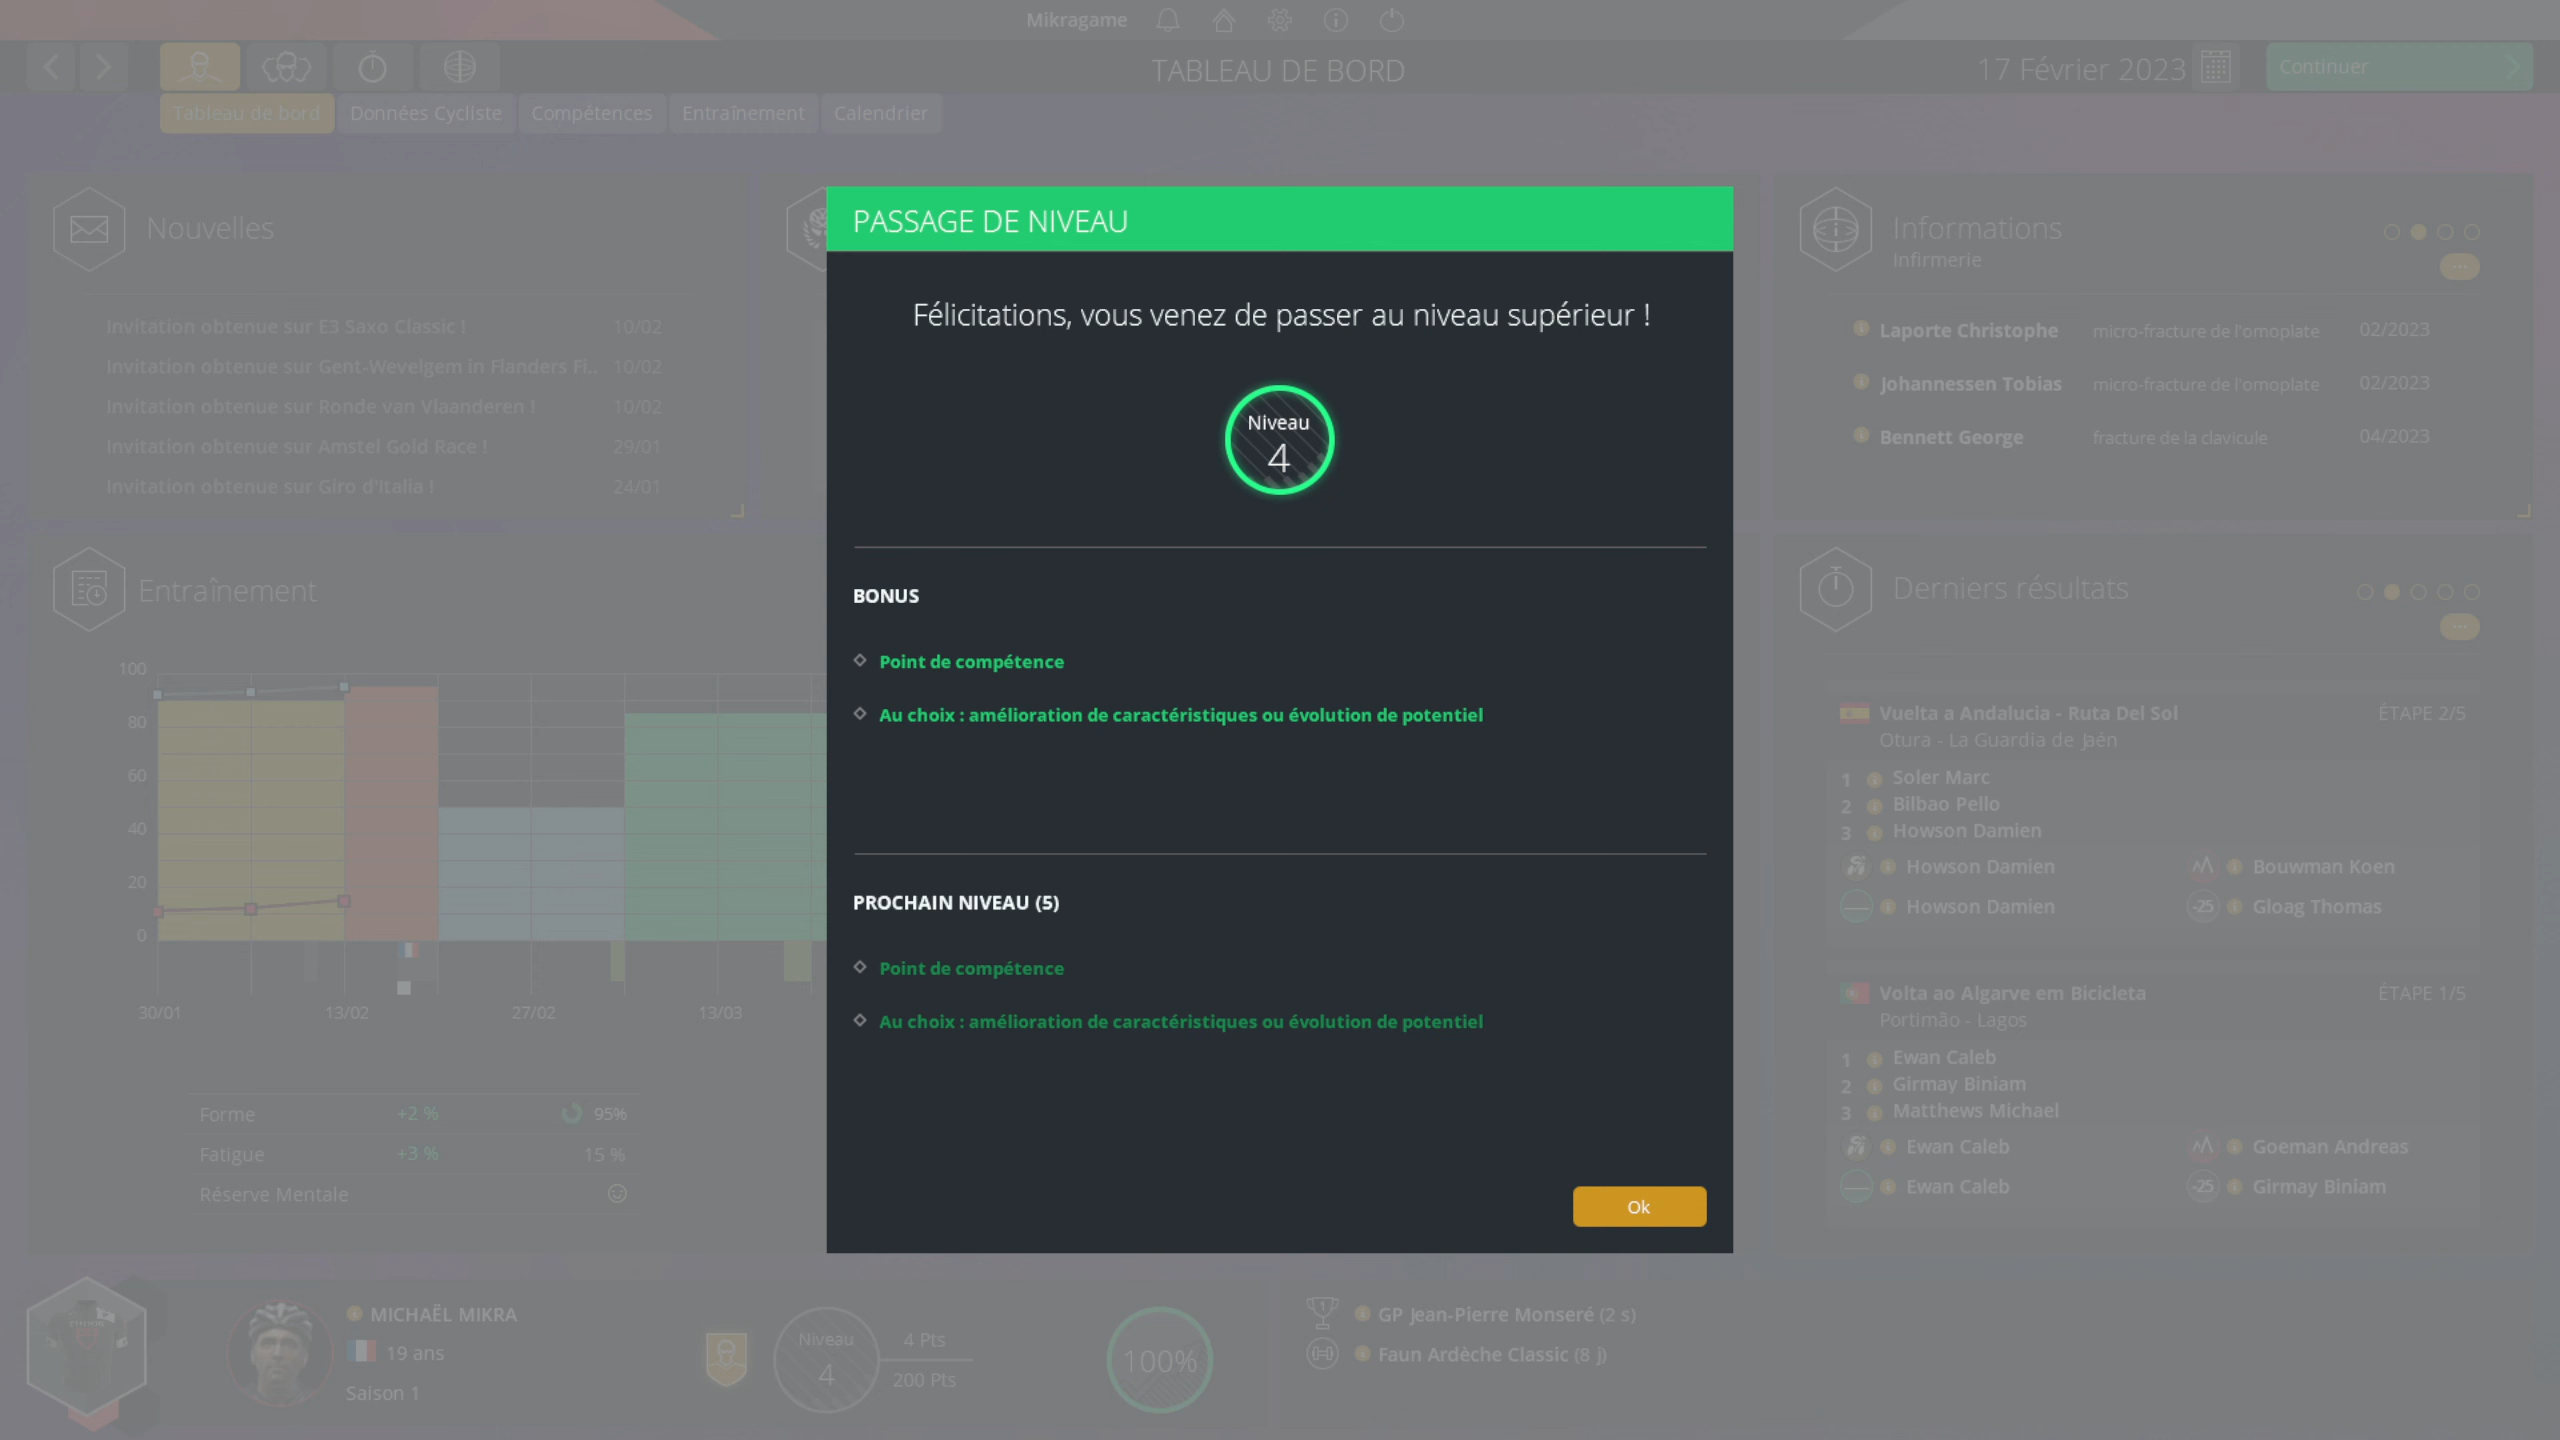 Mikragame
TABLEAU DE BORD
17 Février 2023
Continuer
Tableau de bord
Données Cycliste
Compétences
Entraînement
Calendrier
Nouvelles
Invitation obtenue sur E3 Saxo Classic ! 10/02
Invitation obtenue sur Gent-Wevelgem in Flanders Fi.. 10/02
Invitation obtenue sur Ronde van Vlaanderen ! 10/02
Invitation obtenue sur Amstel Gold Race ! 29/01
Invitation obtenue sur Giro d'Italia ! 24/01
PASSAGE DE NIVEAU
Félicitations, vous venez de passer au niveau supérieur !
Niveau
4
BONUS
Point de compétence
Au choix : amélioration de caractéristiques ou évolution de potentiel
PROCHAIN NIVEAU (5)
Point de compétence
Au choix : amélioration de caractéristiques ou évolution de potentiel
Ok
Informations
Infirmerie
Laporte Christophe micro-fracture de l'omoplate 02/2023
Johannessen Tobias micro-fracture de l'omoplate 02/2023
Bennett George fracture de la clavicule 04/2023
Entraînement
100
80
60
40
20
0
30/01 13/02 27/02 13/03
Forme +2 % 95%
Fatigue +3 % 15 %
Réserve Mentale
Derniers résultats
Vuelta a Andalucia - Ruta Del Sol ÉTAPE 2/5
Otura - La Guardia de Jaén
1 Soler Marc
2 Bilbao Pello
3 Howson Damien
Howson Damien Bouwman Koen
Howson Damien -25 Gloag Thomas
Volta ao Algarve em Bicicleta ÉTAPE 1/5
Portimão - Lagos
1 Ewan Caleb
2 Girmay Biniam
3 Matthews Michael
Ewan Caleb Goeman Andreas
Ewan Caleb -25 Girmay Biniam
MICHAËL MIKRA
19 ans
Saison 1
Niveau
4
4 Pts
200 Pts
100%
GP Jean-Pierre Monseré (2 s)
Faun Ardèche Classic (8 j)